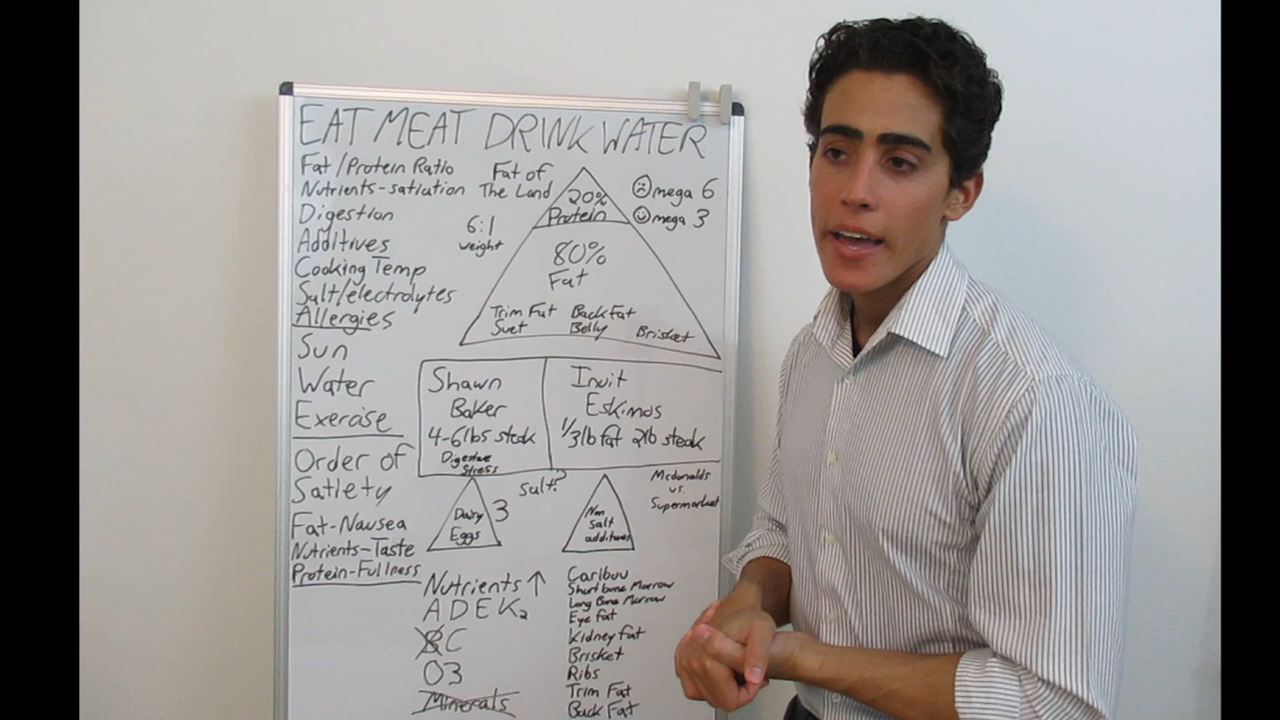 EAT MEAT DRINK WATER
Fat/Protein Ratio
Nutrients-satiation
Digestion
Additives
Cooking Temp
Salt/electrolytes
Allergies
Sun
Water
Exercise
Order of
Satiety
Fat-Nausea
Nutrients-Taste
Protein-Fullness
Fat of
The Land
6:1
weight
20%
Protein
80%
Fat
Trim Fat Back Fat
Suet Belly Brisket
Omega 6
Omega 3
Shawn
Baker
4-6lbs steak
Digestive
Stress
Inuit
Eskimos
1/3lb fat 2lb steak
Salt?
Dairy
Eggs
3
Non
Salt
additives
Mcdonalds
vs.
Supermarket
Nutrients ↑
ADEK2
BC
O3
Minerals
Caribou
Short bone Marrow
Long Bone Marrow
Eye Fat
Kidney fat
Brisket
Ribs
Trim Fat
Back Fat